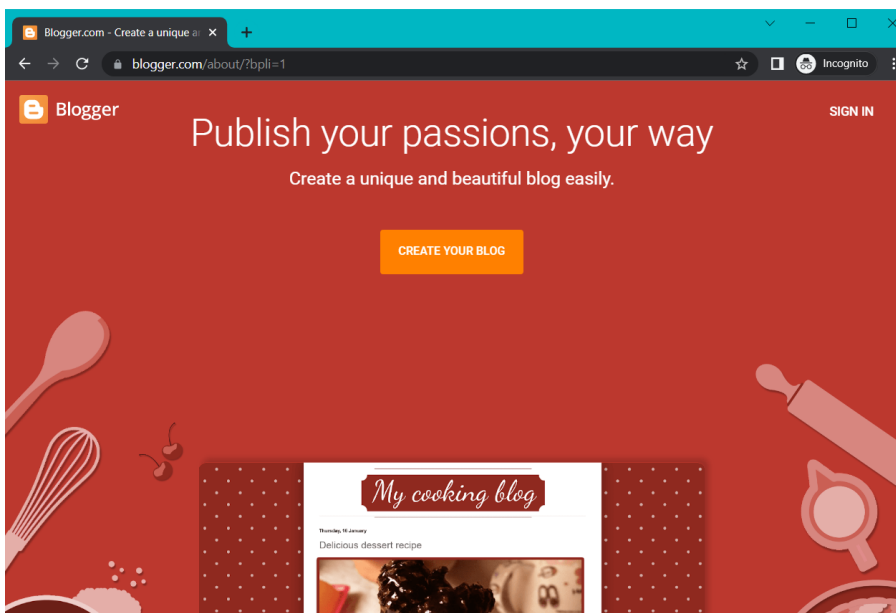 Blogger.com - Create a unique a
blogger.com/about/?bpli=1
Incognito
Blogger
SIGN IN
Publish your passions, your way
Create a unique and beautiful blog easily.
CREATE YOUR BLOG
My cooking blog
Thursday, 16 January
Delicious dessert recipe